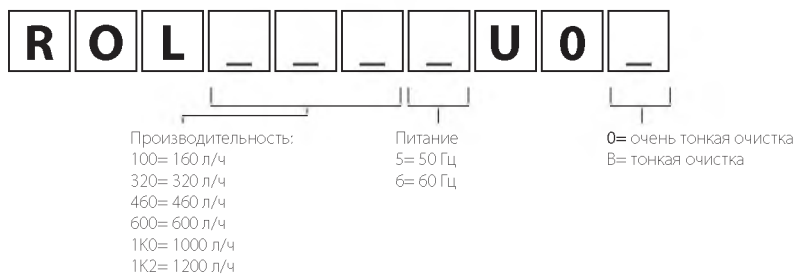 R O L _ _ _ _ U 0 _
Производительность:
100= 160 л/ч
320= 320 л/ч
460= 460 л/ч
600= 600 л/ч
1K0= 1000 л/ч
1K2= 1200 л/ч
Питание
5= 50 Гц
6= 60 Гц
0= очень тонкая очистка
B= тонкая очистка